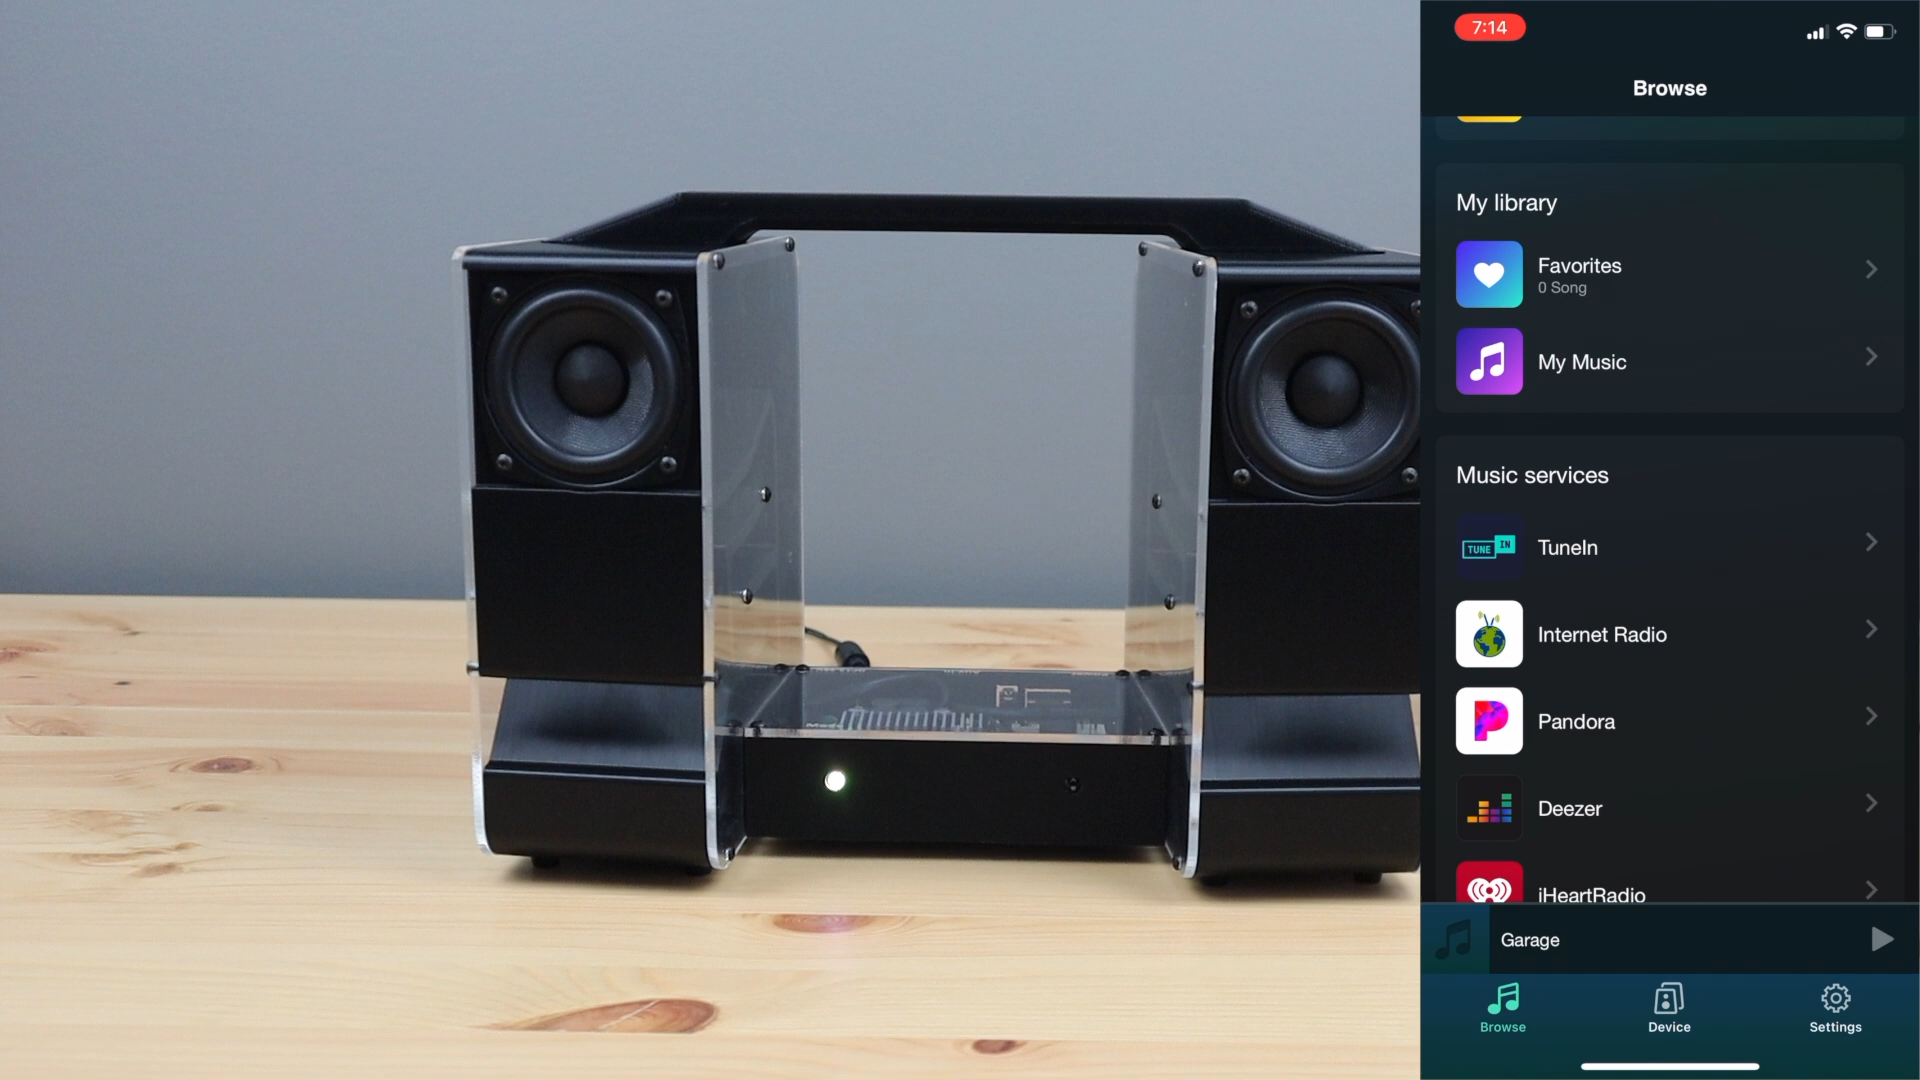 7:14
Browse
My library
Favorites
0 Song
My Music
Music services
TUNE IN
TuneIn
Internet Radio
Pandora
Deezer
iHeartRadio
Garage
Browse
Device
Settings